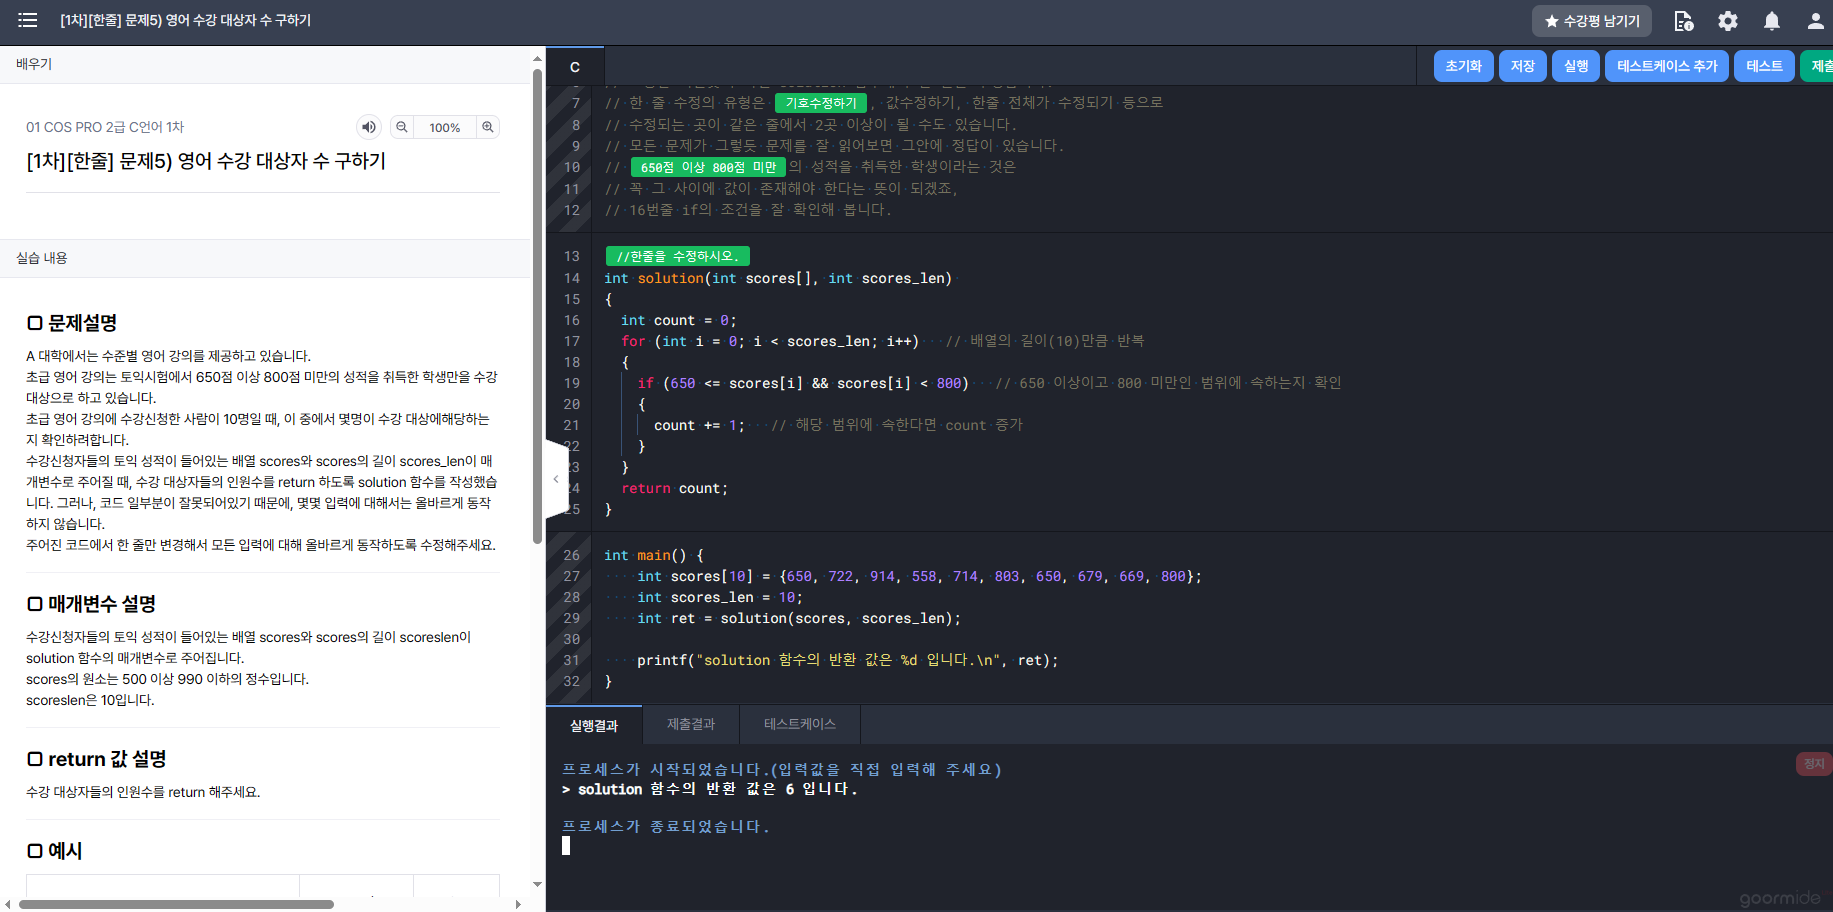 [1차][한줄] 문제5) 영어 수강 대상자 수 구하기
★ 수강평 남기기
배우기
01 COS PRO 2급 C언어 1차
100%
[1차][한줄] 문제5) 영어 수강 대상자 수 구하기
실습 내용
문제설명
A 대학에서는 수준별 영어 강의를 제공하고 있습니다.
초급 영어 강의는 토익시험에서 650점 이상 800점 미만의 성적을 취득한 학생만을 수강
대상으로 하고 있습니다.
초급 영어 강의에 수강신청한 사람이 10명일 때, 이 중에서 몇명이 수강 대상에해당하는
지 확인하려합니다.
수강신청자들의 토익 성적이 들어있는 배열 scores와 scores의 길이 scores_len이 매
개변수로 주어질 때, 수강 대상자들의 인원수를 return 하도록 solution 함수를 작성했습
니다. 그러나, 코드 일부분이 잘못되어있기 때문에, 몇몇 입력에 대해서는 올바르게 동작
하지 않습니다.
주어진 코드에서 한 줄만 변경해서 모든 입력에 대해 올바르게 동작하도록 수정해주세요.
매개변수 설명
수강신청자들의 토익 성적이 들어있는 배열 scores와 scores의 길이 scoreslen이
solution 함수의 매개변수로 주어집니다.
scores의 원소는 500 이상 990 이하의 정수입니다.
scoreslen은 10입니다.
return 값 설명
수강 대상자들의 인원수를 return 해주세요.
예시
C
초기화 저장 실행 테스트케이스 추가 테스트 제출
7 // 한 줄 수정의 유형은 기호수정하기, 값수정하기, 한줄 전체가 수정되기 등으로
8 // 수정되는 곳이 같은 줄에서 2곳 이상이 될 수도 있습니다.
9 // 모든 문제가 그렇듯 문제를 잘 읽어보면 그안에 정답이 있습니다.
10 // 650점 이상 800점 미만의 성적을 취득한 학생이라는 것은
11 // 꼭 그 사이에 값이 존재해야 한다는 뜻이 되겠죠,
12 // 16번줄 if의 조건을 잘 확인해 봅니다.
13 //한줄을 수정하시오.
14 int solution(int scores[], int scores_len)
15 {
16 int count = 0;
17 for (int i = 0; i < scores_len; i++) // 배열의 길이(10)만큼 반복
18 {
19 if (650 <= scores[i] && scores[i] < 800) // 650 이상이고 800 미만인 범위에 속하는지 확인
20 {
21 count += 1; // 해당 범위에 속한다면 count 증가
22 }
23 }
24 return count;
25 }
26 int main() {
27 int scores[10] = {650, 722, 914, 558, 714, 803, 650, 679, 669, 800};
28 int scores_len = 10;
29 int ret = solution(scores, scores_len);
30
31 printf("solution 함수의 반환 값은 %d 입니다.\n", ret);
32 }
실행결과 제출결과 테스트케이스
프로세스가 시작되었습니다.(입력값을 직접 입력해 주세요)
정지
> solution 함수의 반환 값은 6 입니다.
프로세스가 종료되었습니다.
goormide